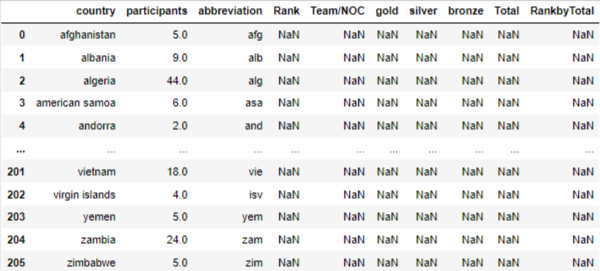 country participants abbreviation Rank Team/NOC gold silver bronze Total RankbyTotal
0 afghanistan 5.0 afg NaN NaN NaN NaN NaN NaN NaN
1 albania 9.0 alb NaN NaN NaN NaN NaN NaN NaN
2 algeria 44.0 alg NaN NaN NaN NaN NaN NaN NaN
3 american samoa 6.0 asa NaN NaN NaN NaN NaN NaN NaN
4 andorra 2.0 and NaN NaN NaN NaN NaN NaN NaN
... ... ... ... ... ... ... ... ... ... ...
201 vietnam 18.0 vie NaN NaN NaN NaN NaN NaN NaN
202 virgin islands 4.0 isv NaN NaN NaN NaN NaN NaN NaN
203 yemen 5.0 yem NaN NaN NaN NaN NaN NaN NaN
204 zambia 24.0 zam NaN NaN NaN NaN NaN NaN NaN
205 zimbabwe 5.0 zim NaN NaN NaN NaN NaN NaN NaN